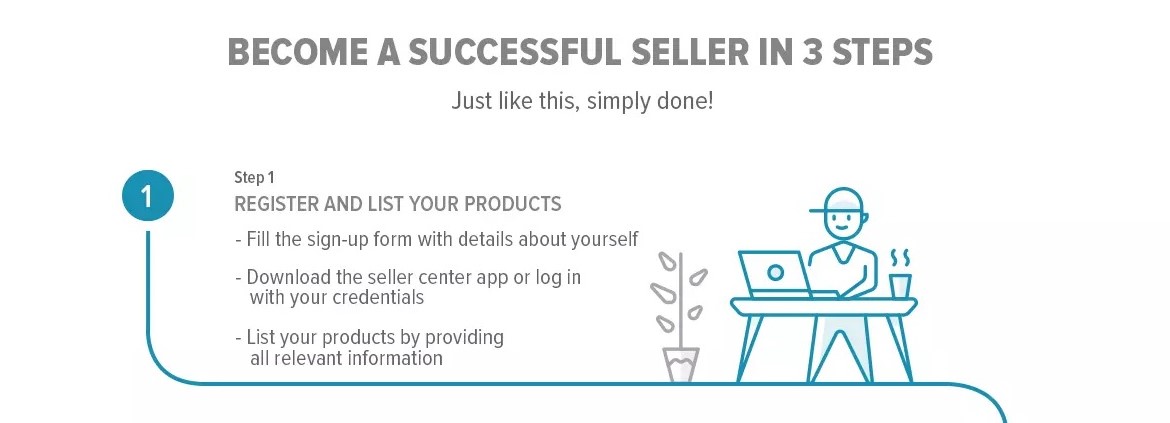 BECOME A SUCCESSFUL SELLER IN 3 STEPS
Just like this, simply done!
1
Step 1
REGISTER AND LIST YOUR PRODUCTS
- Fill the sign-up form with details about yourself
- Download the seller center app or log in
with your credentials
- List your products by providing
all relevant information